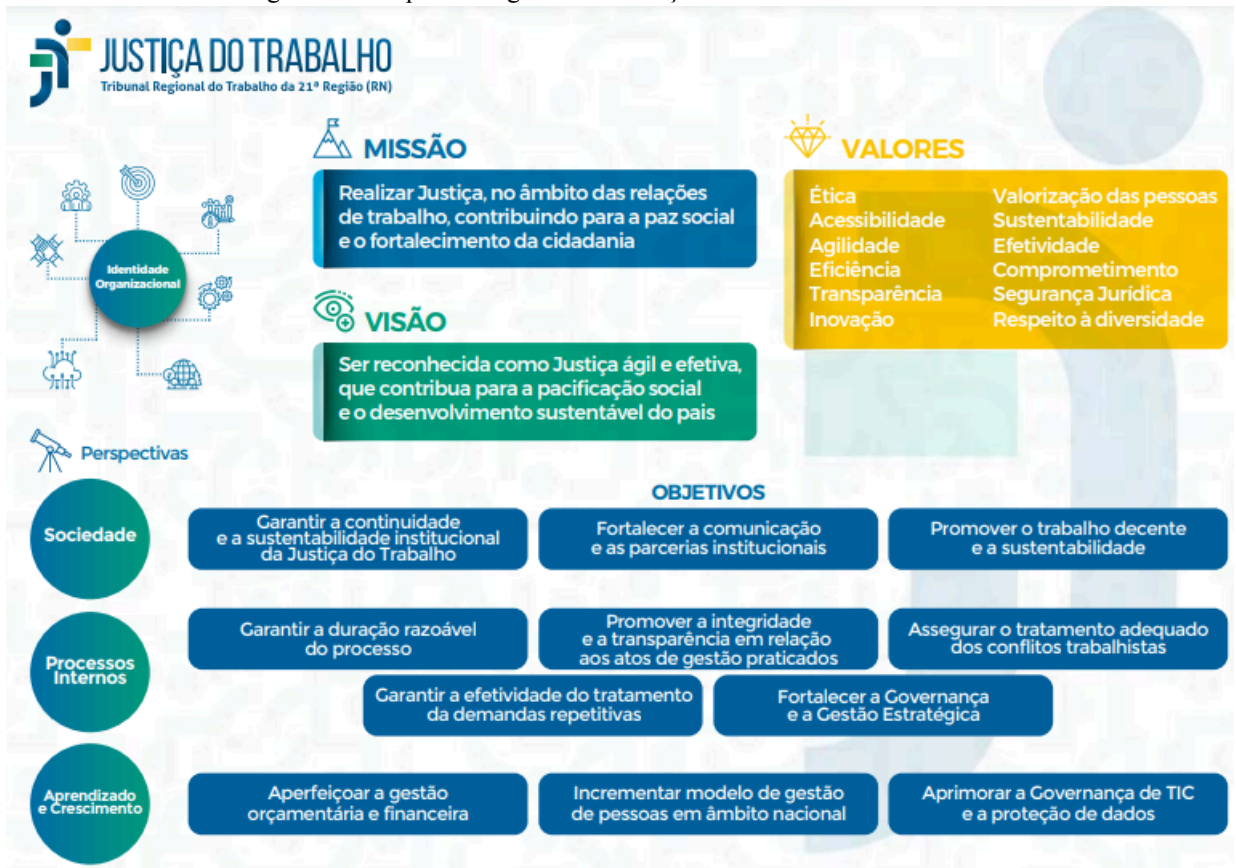 JUSTIÇA DO TRABALHO
Tribunal Regional do Trabalho da 21ª Região (RN)
MISSÃO
Realizar Justiça, no âmbito das relações
de trabalho, contribuindo para a paz social
e o fortalecimento da cidadania
VALORES
Ética
Acessibilidade
Agilidade
Eficiência
Transparência
Inovação
Valorização das pessoas
Sustentabilidade
Efetividade
Comprometimento
Segurança Jurídica
Respeito à diversidade
Identidade
Organizacional
VISÃO
Ser reconhecida como Justiça ágil e efetiva,
que contribua para a pacificação social
e o desenvolvimento sustentável do pais
Perspectivas
OBJETIVOS
Sociedade
Garantir a continuidade
e a sustentabilidade institucional
da Justiça do Trabalho
Fortalecer a comunicação
e as parcerias institucionais
Promover o trabalho decente
e a sustentabilidade
Processos
Internos
Garantir a duração razoável
do processo
Promover a integridade
e a transparência em relação
aos atos de gestão praticados
Assegurar o tratamento adequado
dos conflitos trabalhistas
Garantir a efetividade do tratamento
da demandas repetitivas
Fortalecer a Governança
e a Gestão Estratégica
Aprendizado
e Crescimento
Aperfeiçoar a gestão
orçamentária e financeira
Incrementar modelo de gestão
de pessoas em âmbito nacional
Aprimorar a Governança de TIC
e a proteção de dados